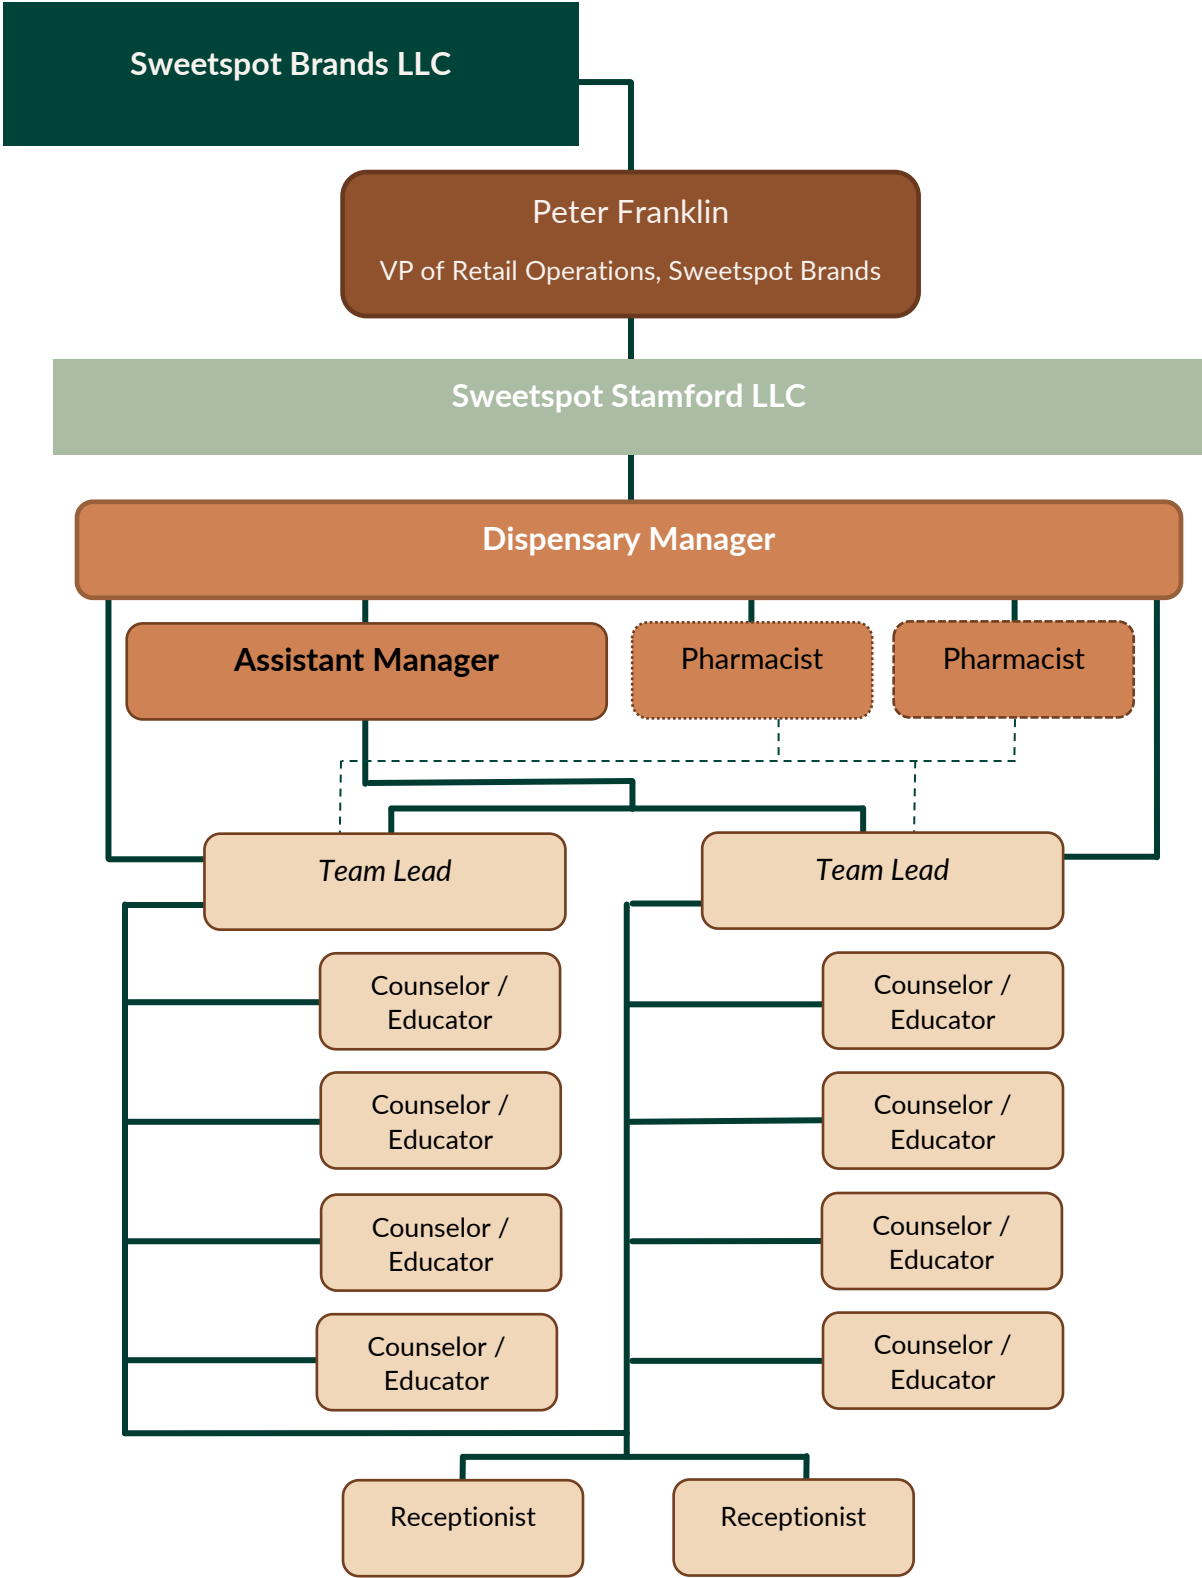 Sweetspot Brands LLC
Peter Franklin
VP of Retail Operations, Sweetspot Brands
Sweetspot Stamford LLC
Dispensary Manager
Assistant Manager
Pharmacist
Pharmacist
Team Lead
Team Lead
Counselor /
Educator
Counselor /
Educator
Counselor /
Educator
Counselor /
Educator
Counselor /
Educator
Counselor /
Educator
Counselor /
Educator
Counselor /
Educator
Receptionist
Receptionist